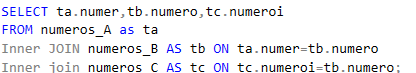 SELECT ta.numer,tb.numero,tc.numeroi
FROM numeros_A as ta
Inner JOIN numeros_B AS tb ON ta.numer=tb.numero
Inner join numeros C AS tc ON tc.numeroi=tb.numero;